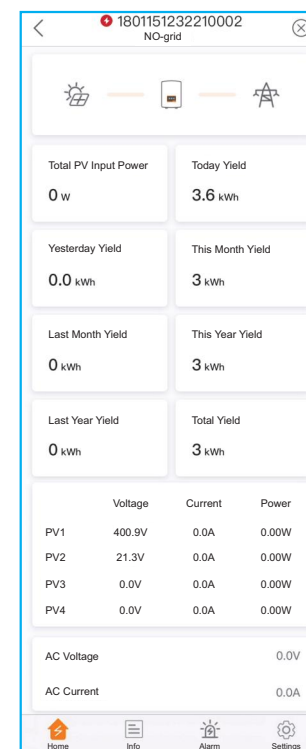 1801151232210002
NO-grid
Total PV Input Power
0 W
Today Yield
3.6 kWh
Yesterday Yield
0.0 kWh
This Month Yield
3 kWh
Last Month Yield
0 kWh
This Year Yield
3 kWh
Last Year Yield
0 kWh
Total Yield
3 kWh
Voltage Current Power
PV1 400.9V 0.0A 0.00W
PV2 21.3V 0.0A 0.00W
PV3 0.0V 0.0A 0.00W
PV4 0.0V 0.0A 0.00W
AC Voltage 0.0V
AC Current 0.0A
Home Info Alarm Settings